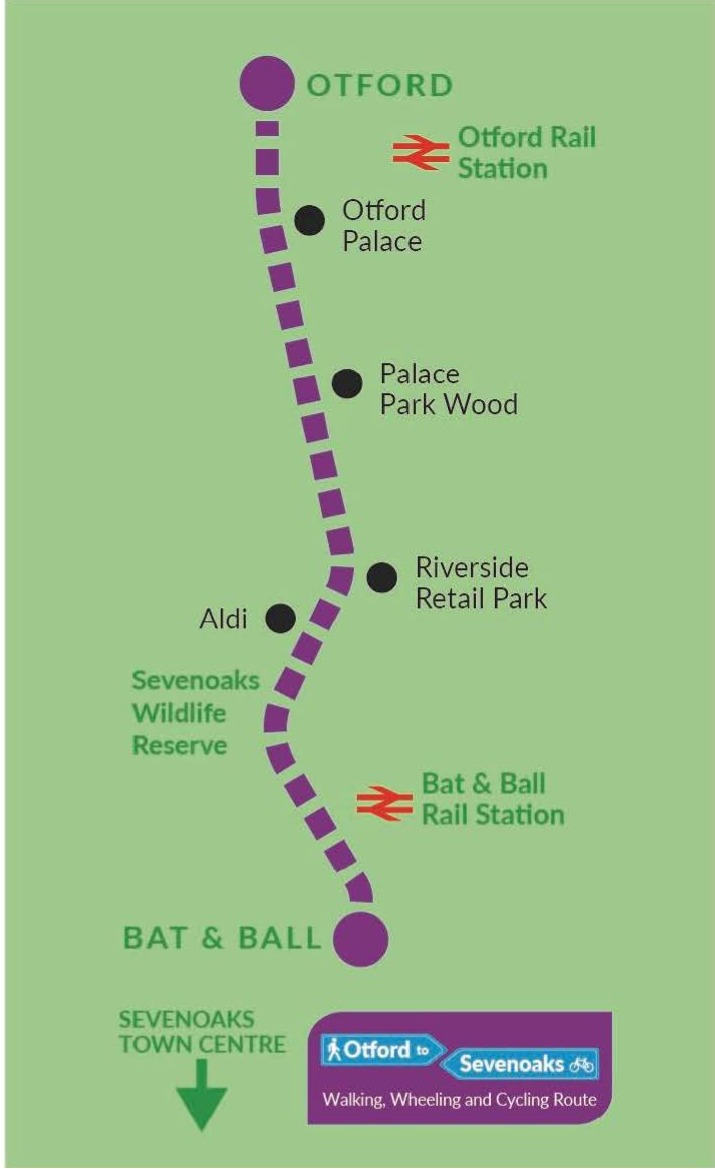 OTFORD
Otford Rail
Station
Otford
Palace
Palace
Park Wood
Riverside
Retail Park
Aldi
Sevenoaks
Wildlife
Reserve
Bat & Ball
Rail Station
BAT & BALL
SEVENOAKS
TOWN CENTRE
Otford to
Sevenoaks
Walking, Wheeling and Cycling Route